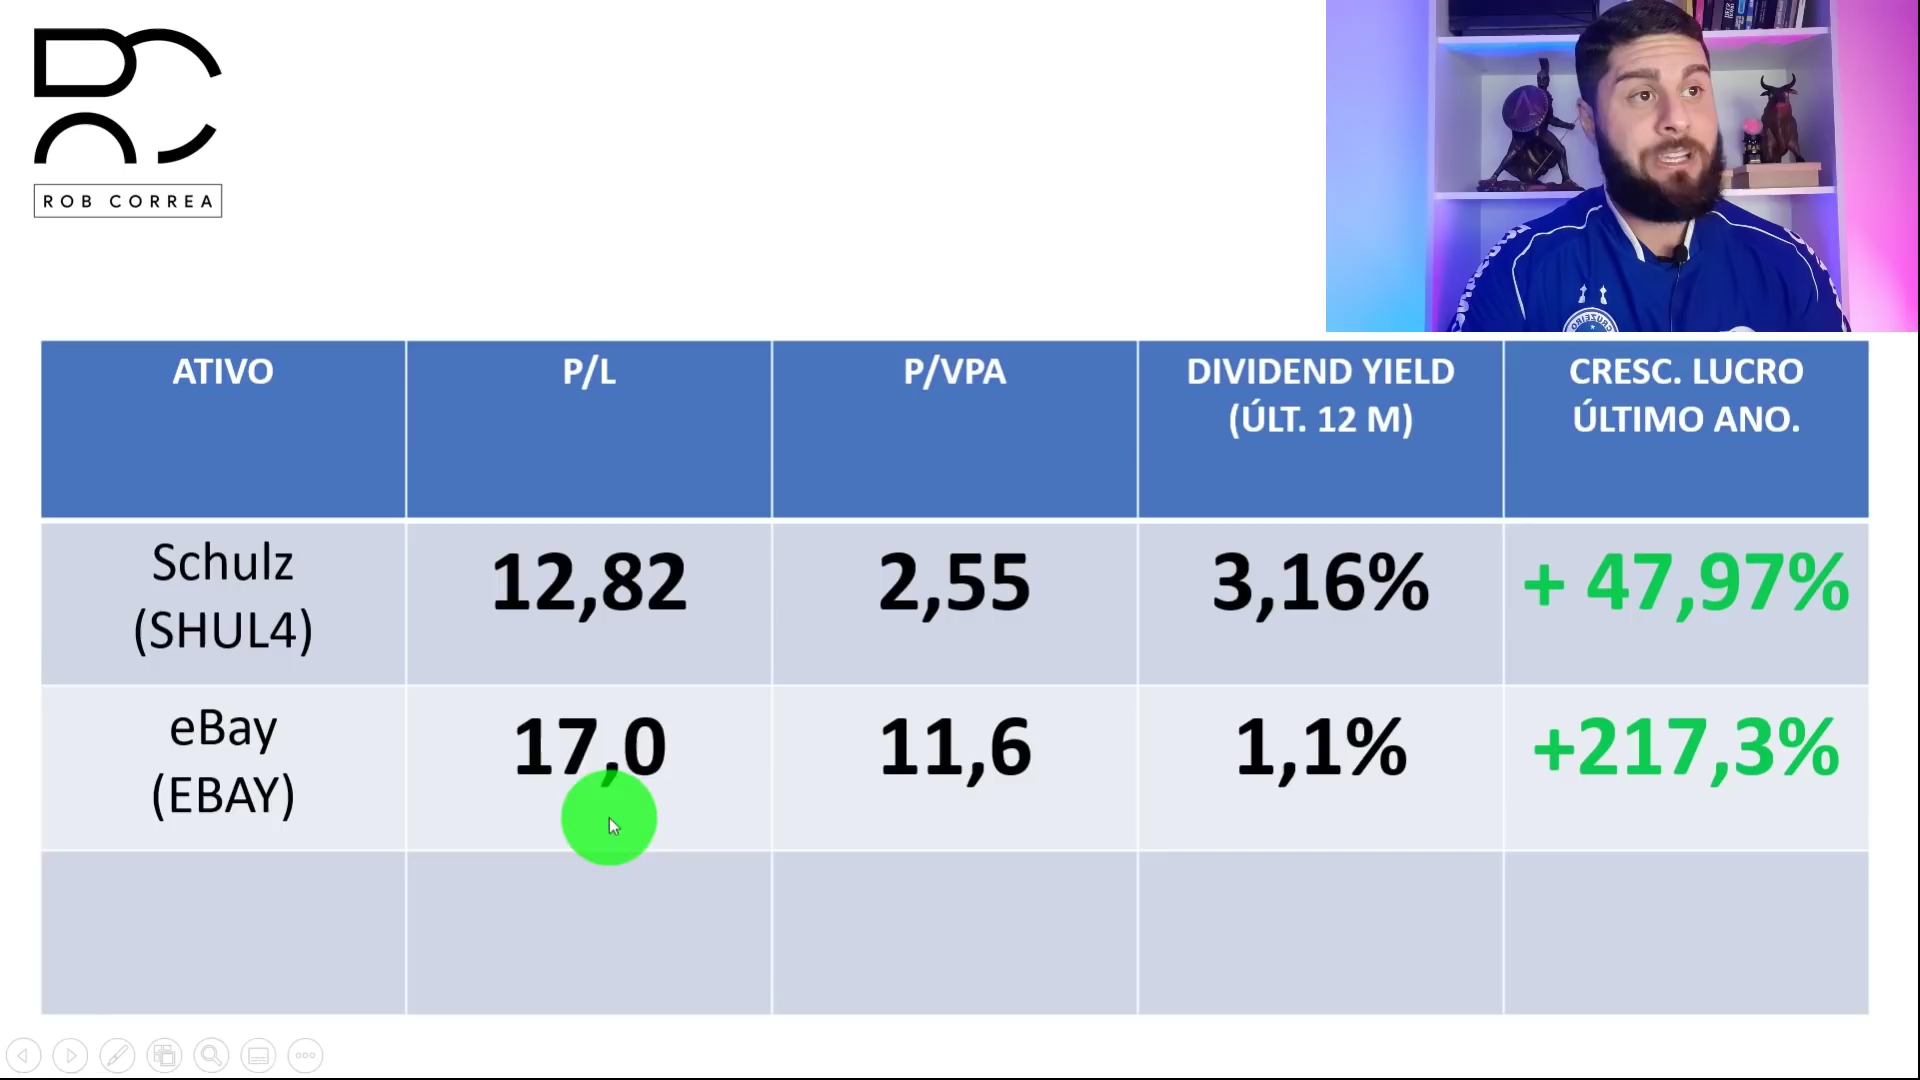 ROB CORREA
ATIVO
P/L
P/VPA
DIVIDEND YIELD
(ÚLT. 12 M)
CRESC. LUCRO
ÚLTIMO ANO.
Schulz
(SHUL4)
12,82
2,55
3,16%
+ 47,97%
eBay
(EBAY)
17,0
11,6
1,1%
+217,3%